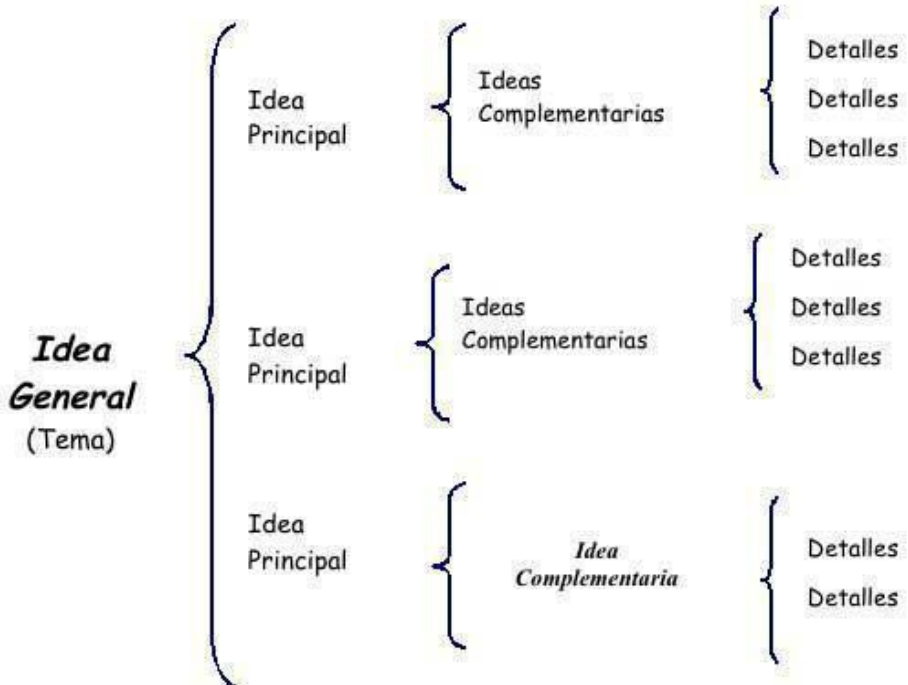 Idea
General
(Tema)
Idea
Principal
Ideas
Complementarias
Detalles
Detalles
Detalles
Idea
Principal
Ideas
Complementarias
Detalles
Detalles
Detalles
Idea
Principal
Idea
Complementaria
Detalles
Detalles